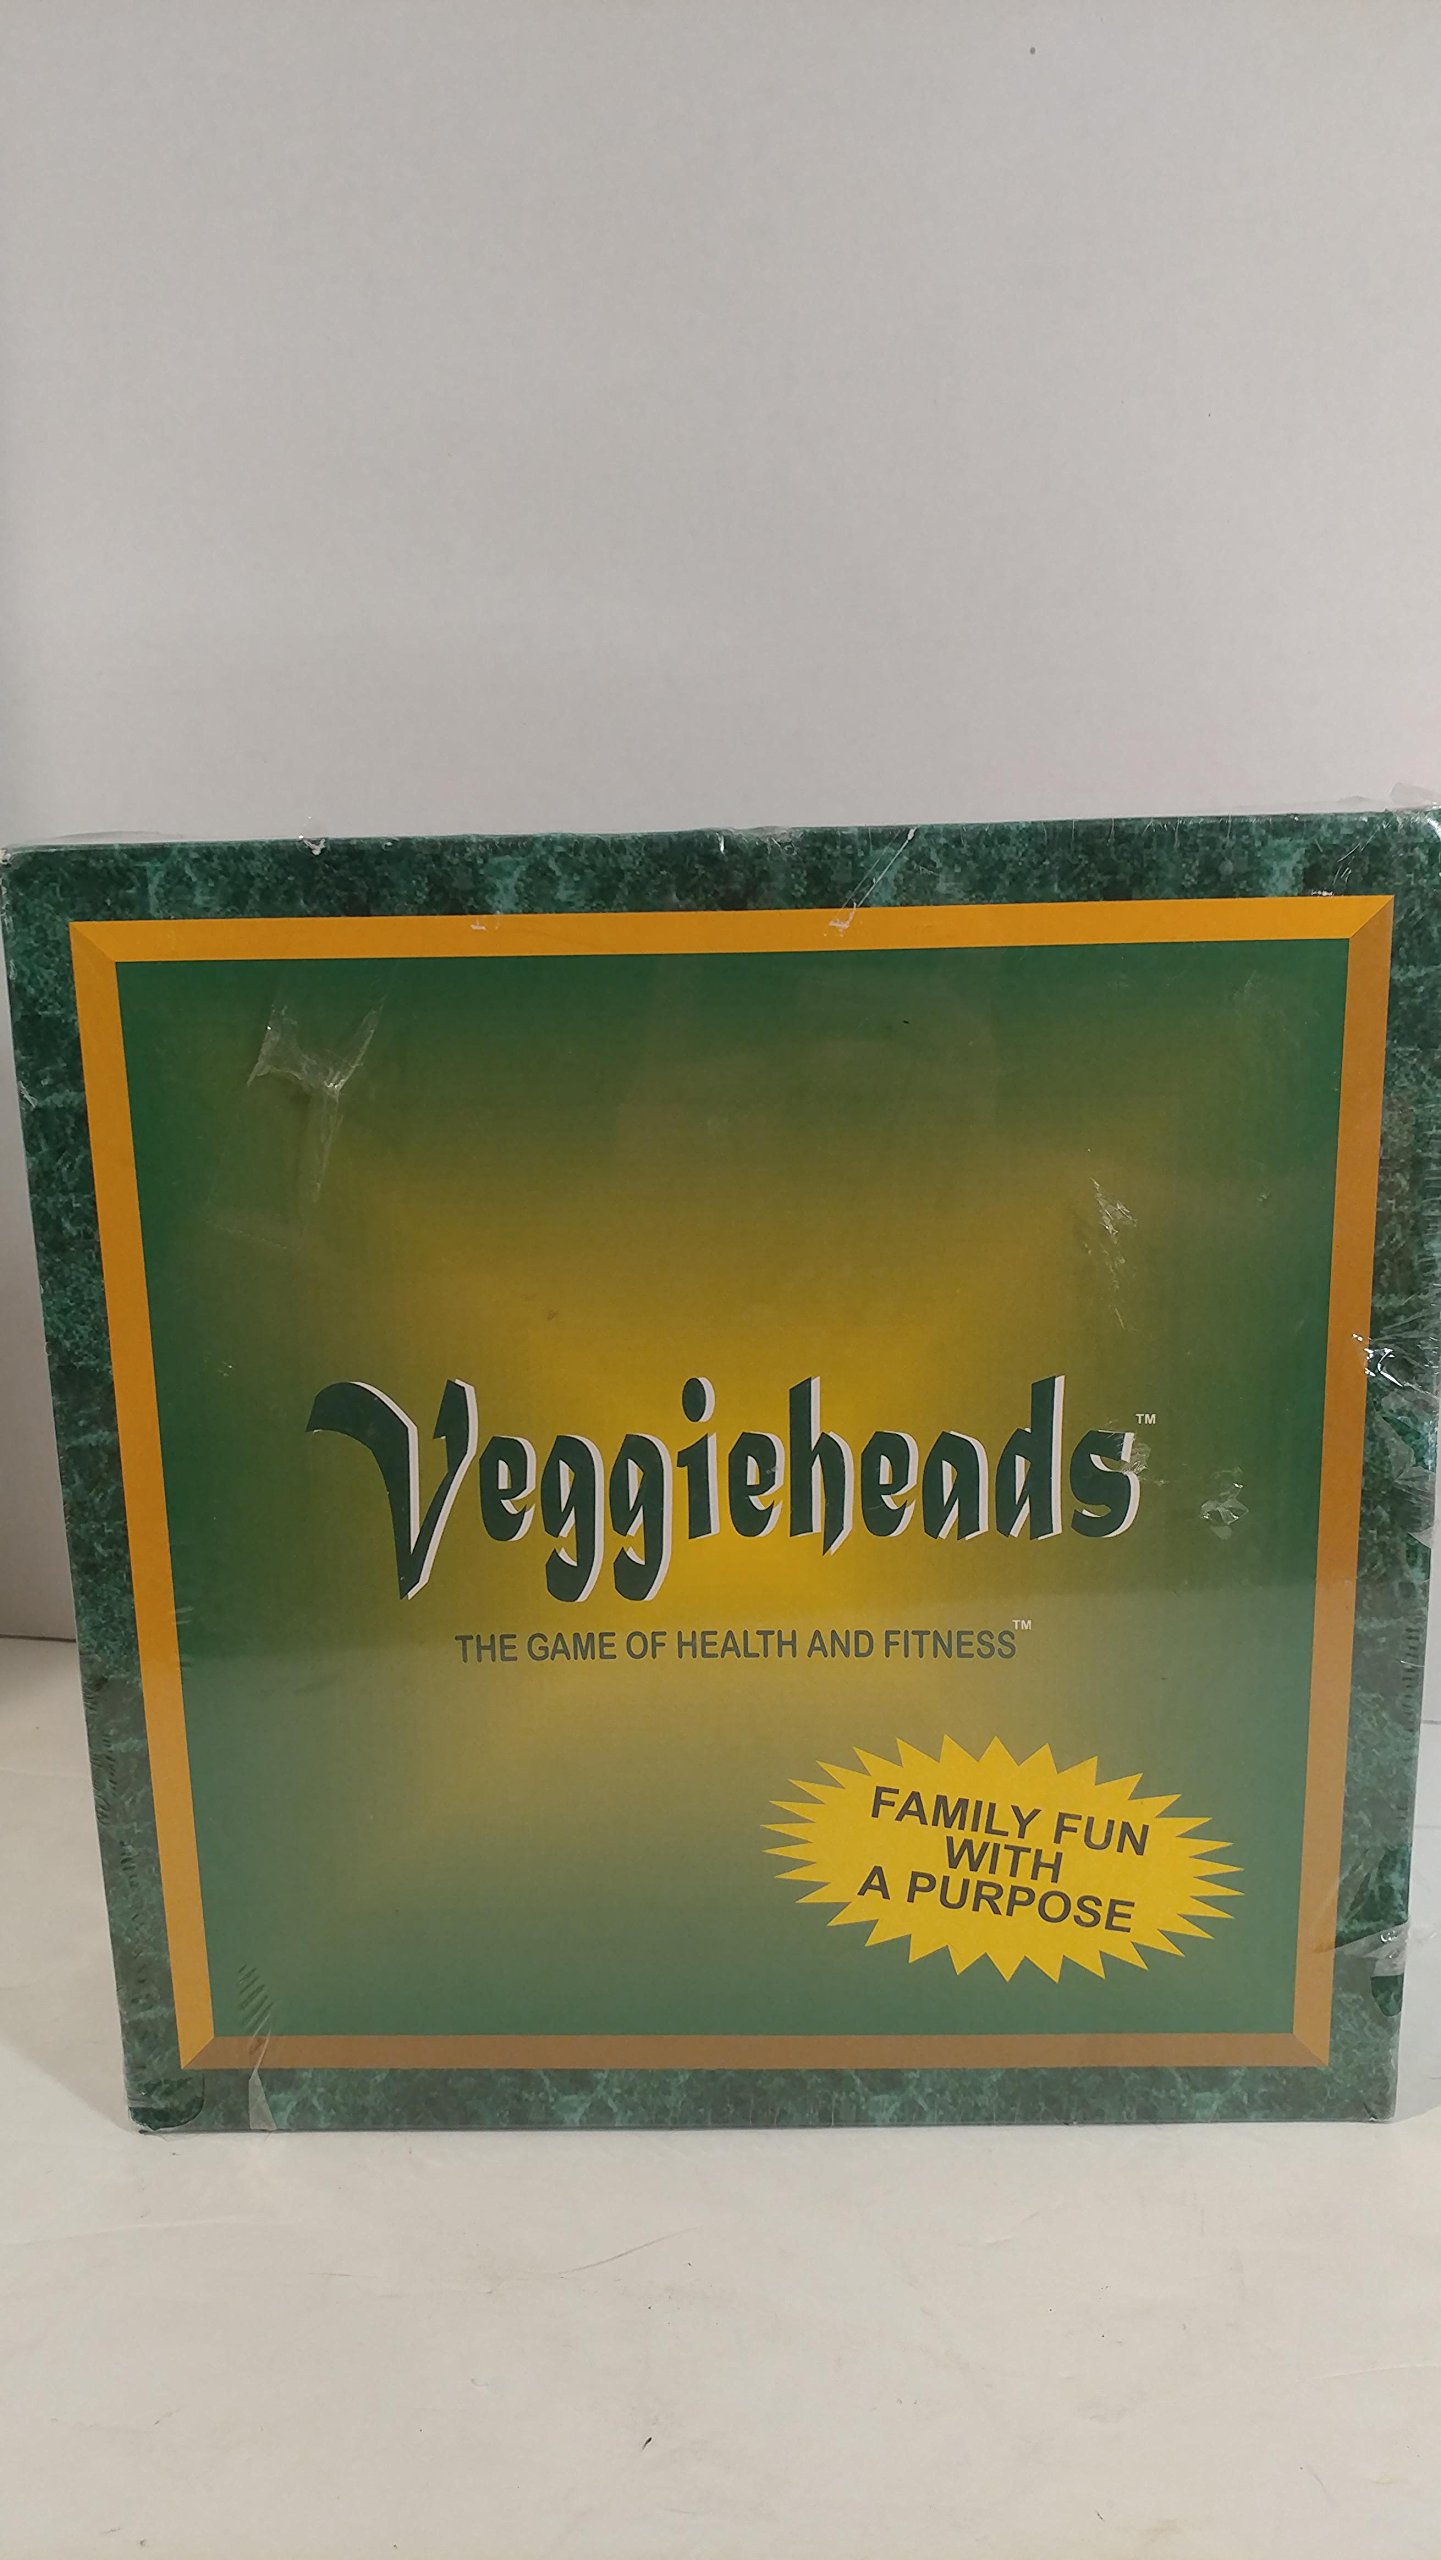 Veggieheads™
THE GAME OF HEALTH AND FITNESS™
FAMILY FUN
WITH
A PURPOSE